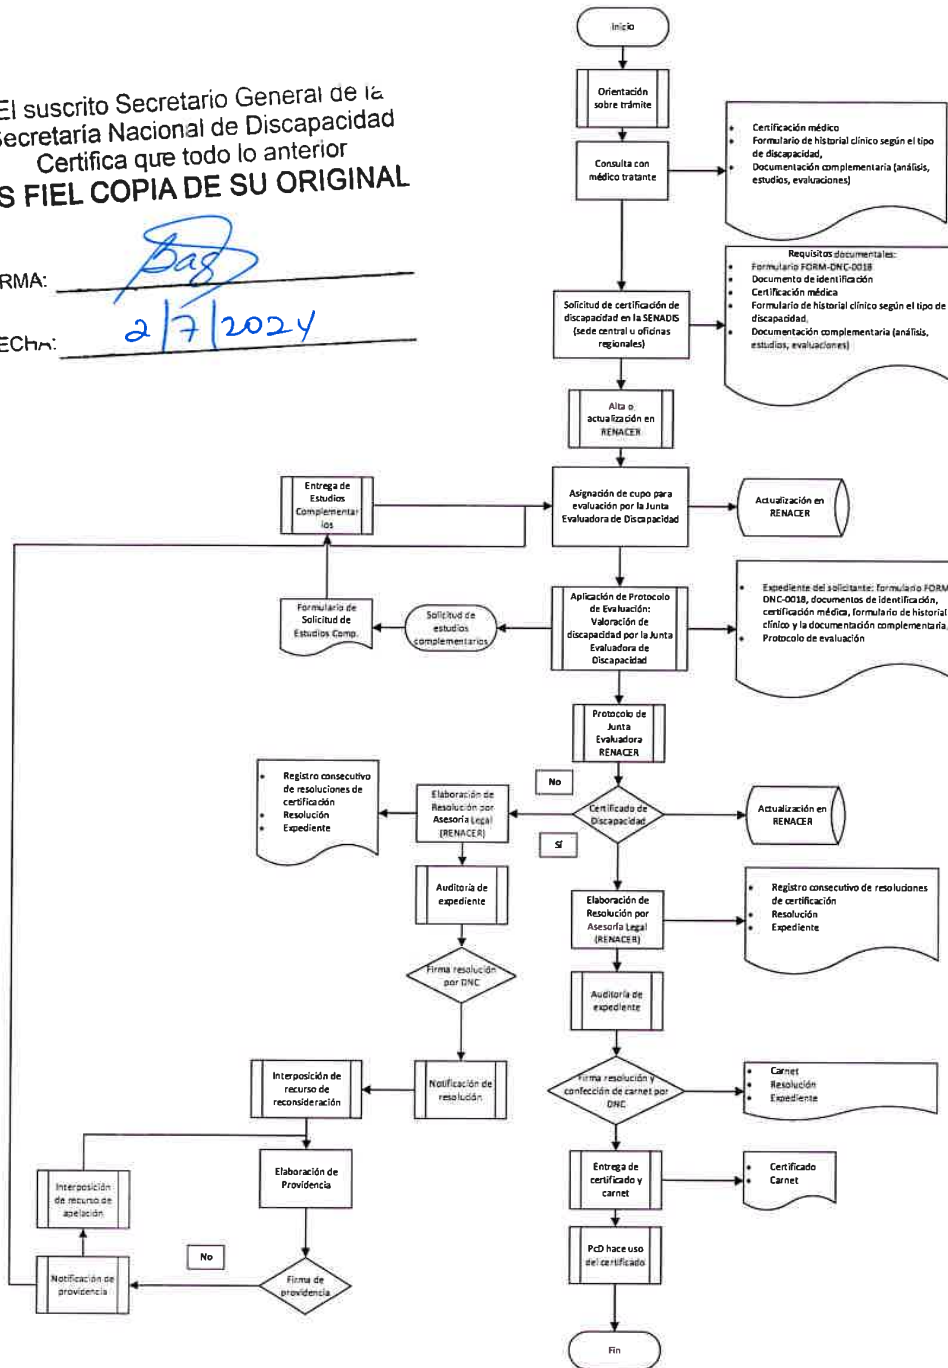 El suscrito Secretario General de la
Secretaría Nacional de Discapacidad
Certifica que todo lo anterior
S FIEL COPIA DE SU ORIGINAL
RMA:
ECHA:
2/7/2024
Inicio
Orientación
sobre trámite
Consulta con
médico tratante
• Certificación médico
• Formulario de historial clínico según el tipo
de discapacidad,
• Documentación complementaria (análisis,
estudios, evaluaciones)
Solicitud de certificación de
discapacidad en la SENADIS
(sede central u oficinas
regionales)
Requisitos documentales:
• Formulario FORM-DNC-0018
• Documento de identificación
• Certificación médica
• Formulario de historial clínico según el tipo de
discapacidad,
• Documentación complementaria (análisis,
estudios, evaluaciones)
Alta o
actualización en
RENACER
Entrega de
Estudios
Complementar
ios
Asignación de cupo para
evaluación por la Junta
Evaluadora de Discapacidad
Actualización en
RENACER
Formulario de
Solicitud de
Estudios Comp.
Solicitud de
estudios
complementarios
Aplicación de Protocolo
de Evaluación:
Valoración de
discapacidad por la Junta
Evaluadora de
Discapacidad
• Expediente del solicitante: formulario FORM
DNC-0018, documentos de identificación,
certificación médica, formulario de historial
clínico y la documentación complementaria.
• Protocolo de evaluación
Protocolo de
Junta
Evaluadora
RENACER
No
Certificado de
Discapacidad
Sí
Actualización en
RENACER
• Registro consecutivo
de resoluciones de
certificación
• Resolución
• Expediente
Elaboración de
Resolución por
Asesoría Legal
(RENACER)
Auditoría de
expediente
Firma resolución
por DNC
Notificación de
resolución
Interposición de
recurso de
reconsideración
Elaboración de
Resolución por
Asesoría Legal
(RENACER)
• Registro consecutivo de resoluciones
de certificación
• Resolución
• Expediente
Auditoría de
expediente
Firma resolución y
confección de carnet por
DNC
• Carnet
• Resolución
• Expediente
Elaboración de
Providencia
Interposición
de recurso de
apelación
Notificación de
providencia
No
Firma de
providencia
Entrega de
certificado y
carnet
• Certificado
• Carnet
PcD hace uso
del certificado
Fin